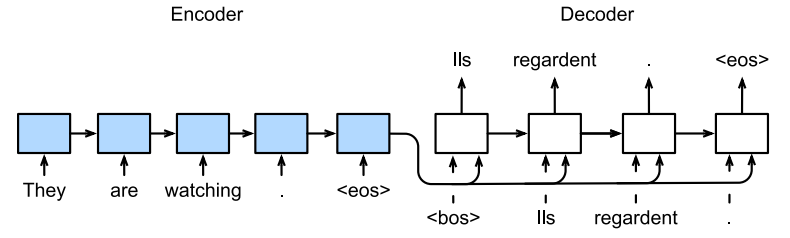 Encoder
Decoder
Ils regardent . <eos>
They are watching . <eos>
<bos> Ils regardent .